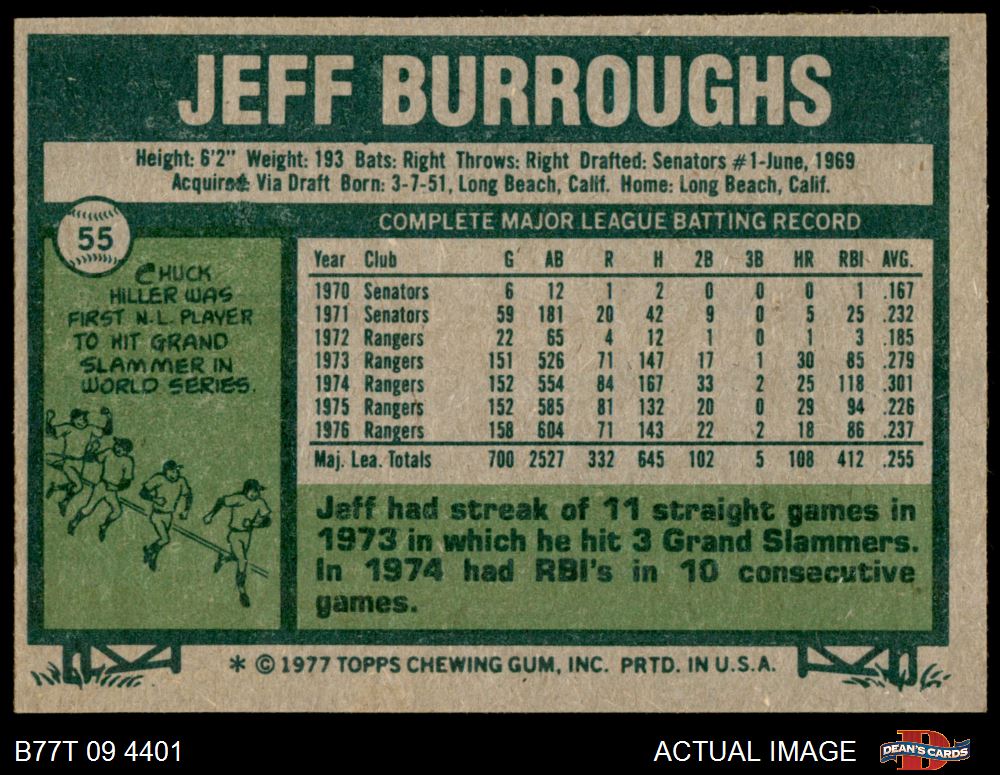 JEFF BURROUGHS
Height: 6'2" Weight: 193 Bats: Right Throws: Right Drafted: Senators #1-June, 1969
Acquired: Via Draft Born: 3-7-51, Long Beach, Calif. Home: Long Beach, Calif.
55
CHUCK
HILLER WAS
FIRST N.L. PLAYER
TO HIT GRAND
SLAMMER IN
WORLD SERIES.
COMPLETE MAJOR LEAGUE BATTING RECORD
Year Club G AB R H 2B 3B HR RBI AVG.
1970 Senators 6 12 1 2 0 0 0 1 .167
1971 Senators 59 181 20 42 9 0 5 25 .232
1972 Rangers 22 65 4 12 1 0 1 3 .185
1973 Rangers 151 526 71 147 17 1 30 85 .279
1974 Rangers 152 554 84 167 33 2 25 118 .301
1975 Rangers 152 585 81 132 20 0 29 94 .226
1976 Rangers 158 604 71 143 22 2 18 86 .237
Maj. Lea. Totals 700 2527 332 645 102 5 108 412 .255
Jeff had streak of 11 straight games in
1973 in which he hit 3 Grand Slammers.
In 1974 had RBI's in 10 consecutive
games.
* © 1977 TOPPS CHEWING GUM, INC. PRTD. IN U.S.A.
B77T 09 4401
ACTUAL IMAGE
DEAN'S CARDS